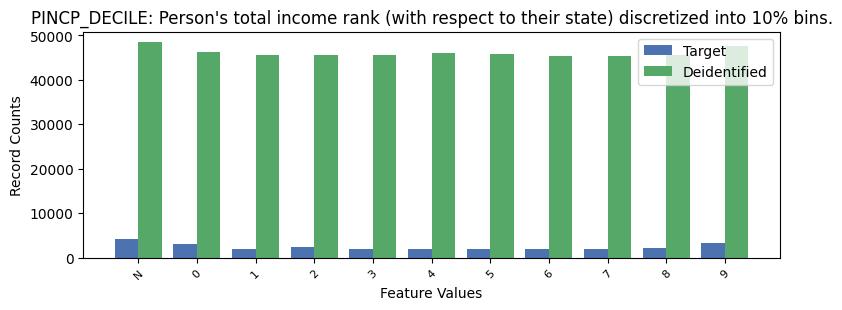 PINCP_DECILE: Person's total income rank (with respect to their state) discretized into 10% bins.
50000
40000
30000
20000
10000
0
Record Counts
Target
Deidentified
N 0 1 2 3 4 5 6 7 8 9
Feature Values